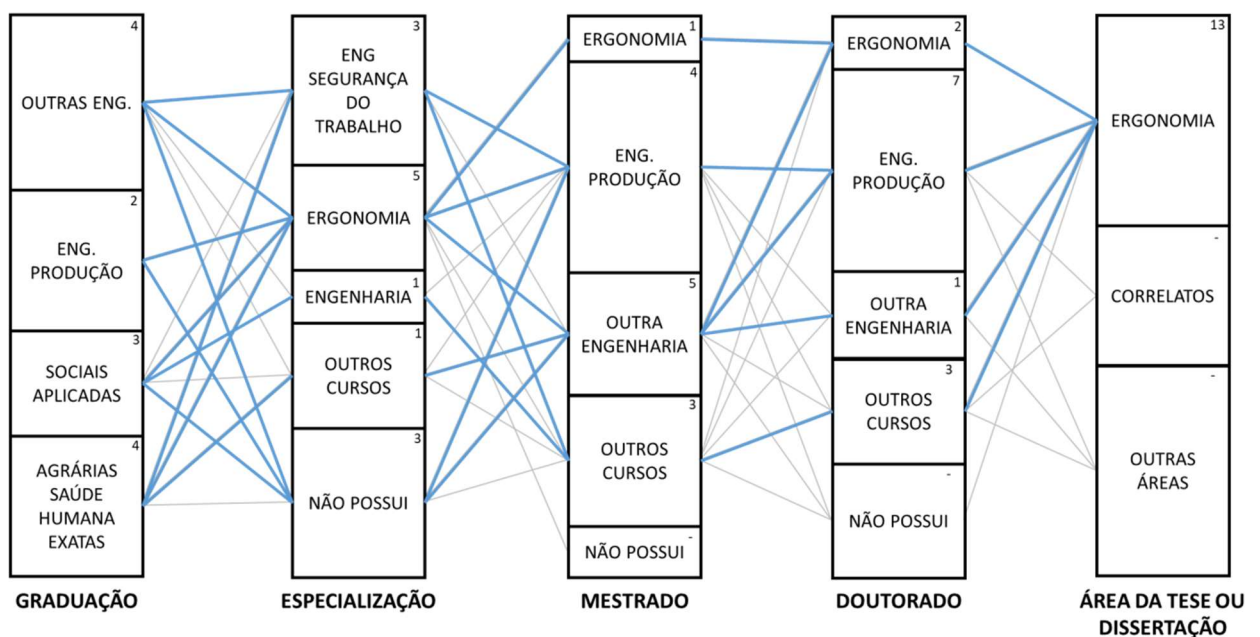 4
OUTRAS ENG.
2
ENG.
PRODUÇÃO
3
SOCIAIS
APLICADAS
4
AGRÁRIAS
SAÚDE
HUMANA
EXATAS
GRADUAÇÃO
3
ENG
SEGURANÇA
DO
TRABALHO
5
ERGONOMIA
1
ENGENHARIA
1
OUTROS
CURSOS
3
NÃO POSSUI
ESPECIALIZAÇÃO
1
ERGONOMIA
4
ENG.
PRODUÇÃO
5
OUTRA
ENGENHARIA
3
OUTROS
CURSOS
-
NÃO POSSUI
MESTRADO
2
ERGONOMIA
7
ENG.
PRODUÇÃO
1
OUTRA
ENGENHARIA
3
OUTROS
CURSOS
-
NÃO POSSUI
DOUTORADO
13
ERGONOMIA
-
CORRELATOS
-
OUTRAS
ÁREAS
ÁREA DA TESE OU
DISSERTAÇÃO